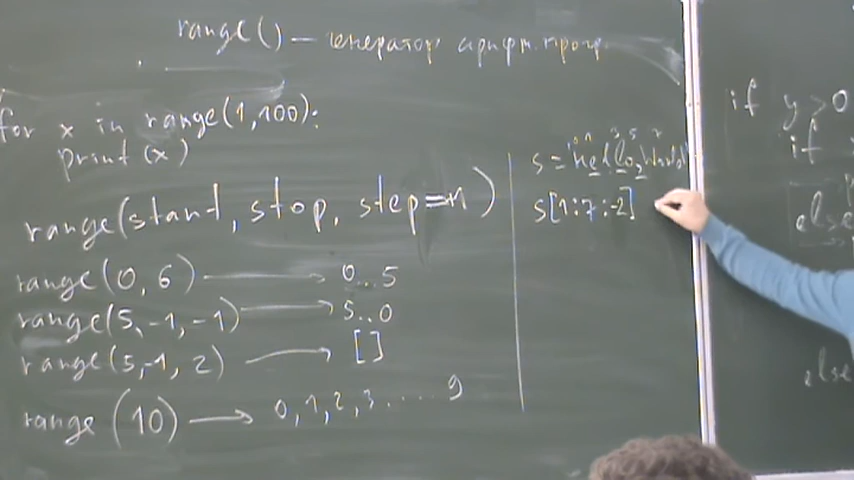 range() – генератор арифм. прогр.
for x in range(1,100):
print(x)
range(start, stop, step=n)
range(0, 6) → 0..5
range(5,-1,-1) → 5..0
range(5,-1, 2) → []
range (10) → 0, 1, 2, 3 .... 9
s =
s[1:7:-2]
if y>0
if
else
else